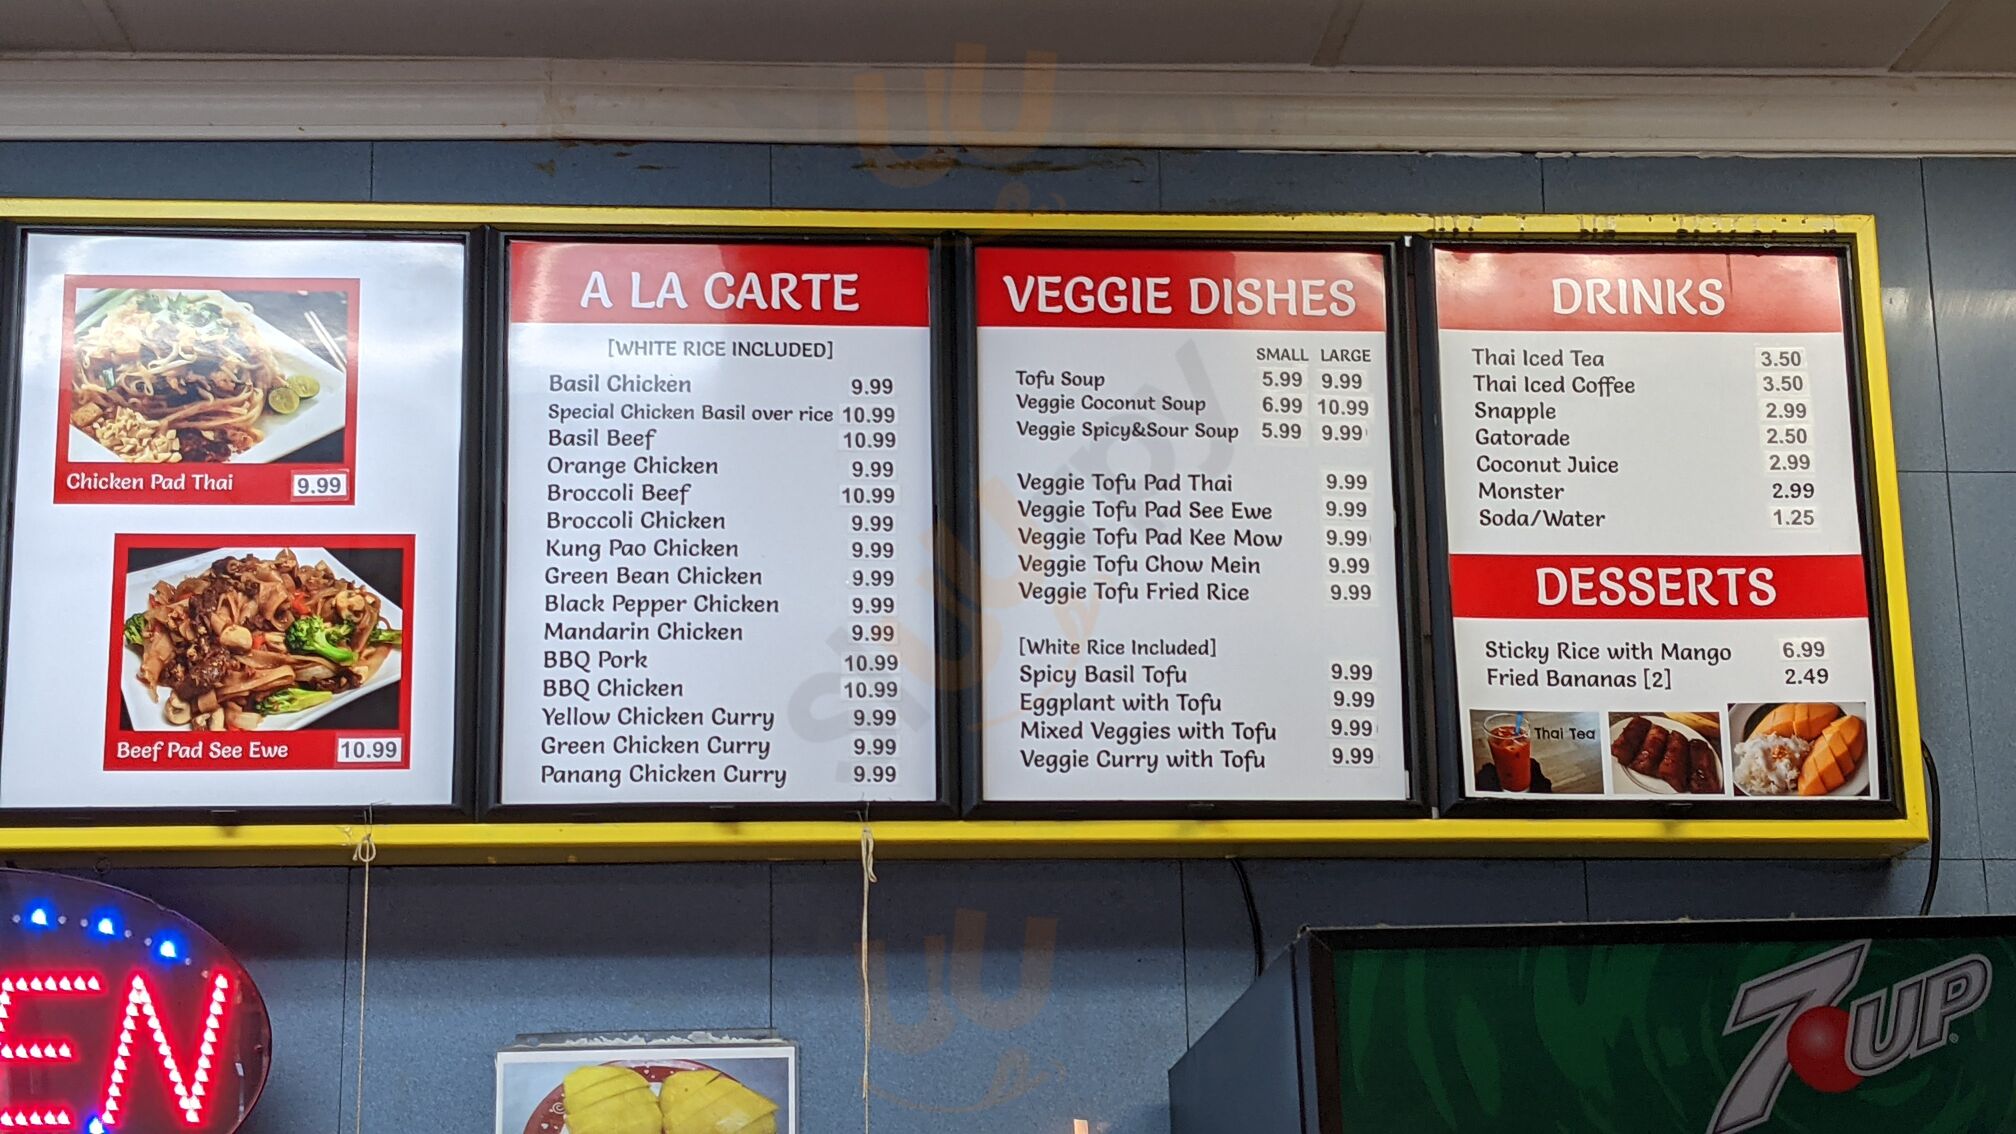 Chicken Pad Thai 9.99
Beef Pad See Ewe 10.99
A LA CARTE
[WHITE RICE INCLUDED]
Basil Chicken 9.99
Special Chicken Basil over rice 10.99
Basil Beef 10.99
Orange Chicken 9.99
Broccoli Beef 10.99
Broccoli Chicken 9.99
Kung Pao Chicken 9.99
Green Bean Chicken 9.99
Black Pepper Chicken 9.99
Mandarin Chicken 9.99
BBQ Pork 10.99
BBQ Chicken 10.99
Yellow Chicken Curry 9.99
Green Chicken Curry 9.99
Panang Chicken Curry 9.99
VEGGIE DISHES
SMALL LARGE
Tofu Soup 5.99 9.99
Veggie Coconut Soup 6.99 10.99
Veggie Spicy&Sour Soup 5.99 9.99
Veggie Tofu Pad Thai 9.99
Veggie Tofu Pad See Ewe 9.99
Veggie Tofu Pad Kee Mow 9.99
Veggie Tofu Chow Mein 9.99
Veggie Tofu Fried Rice 9.99
[White Rice Included]
Spicy Basil Tofu 9.99
Eggplant with Tofu 9.99
Mixed Veggies with Tofu 9.99
Veggie Curry with Tofu 9.99
DRINKS
Thai Iced Tea 3.50
Thai Iced Coffee 3.50
Snapple 2.99
Gatorade 2.50
Coconut Juice 2.99
Monster 2.99
Soda/Water 1.25
DESSERTS
Sticky Rice with Mango 6.99
Fried Bananas [2] 2.49
Thai Tea
EN
7UP